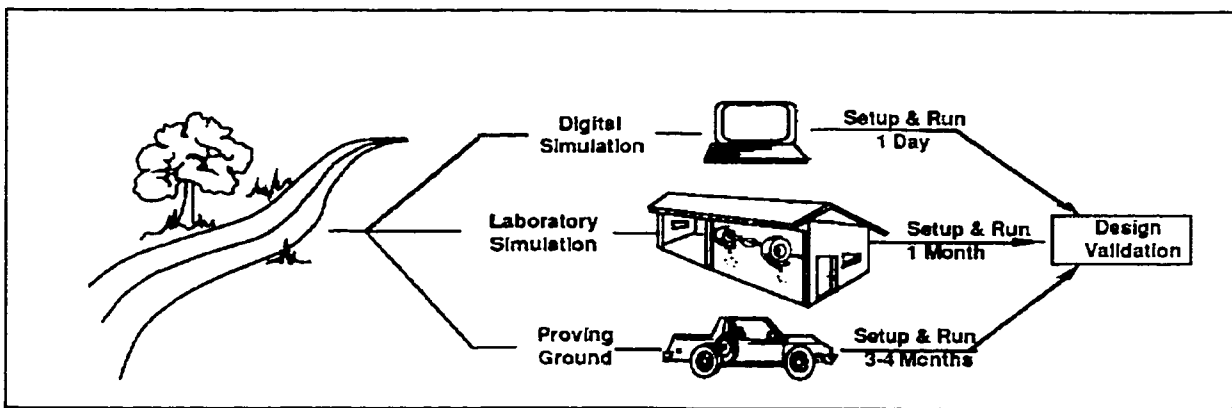 Digital
Simulation
Setup & Run
1 Day
Laboratory
Simulation
Setup & Run
1 Month
Design
Validation
Proving
Ground
Setup & Run
3-4 Months